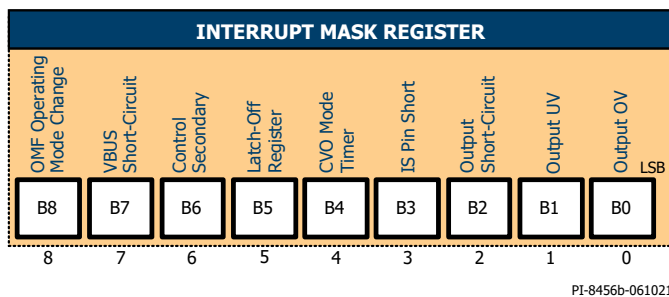 INTERRUPT MASK REGISTER
OMF Operating
Mode Change
VBUS
Short-Circuit
Control
Secondary
Latch-Off
Register
CVO Mode
Timer
IS Pin Short
Output
Short-Circuit
Output UV
Output OV
LSB
B8 B7 B6 B5 B4 B3 B2 B1 B0
8 7 6 5 4 3 2 1 0
PI-8456b-061021